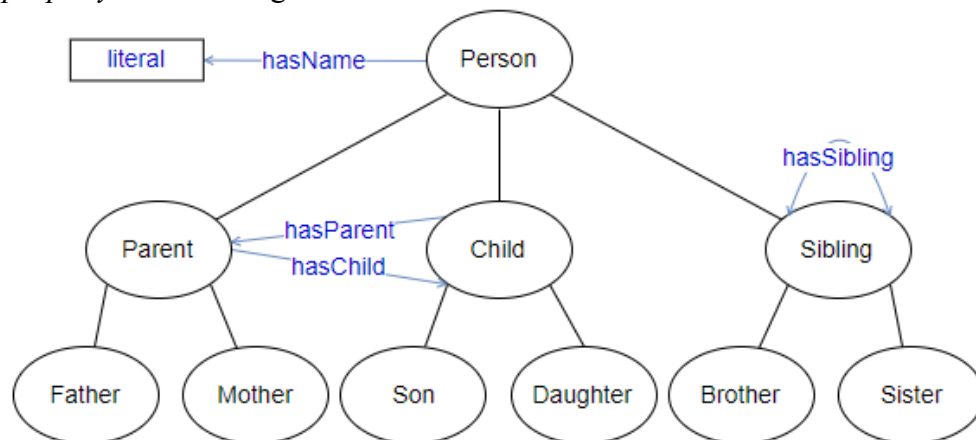 literal
hasName
Person
hasSibling
Parent
hasParent
hasChild
Child
Sibling
Father
Mother
Son
Daughter
Brother
Sister